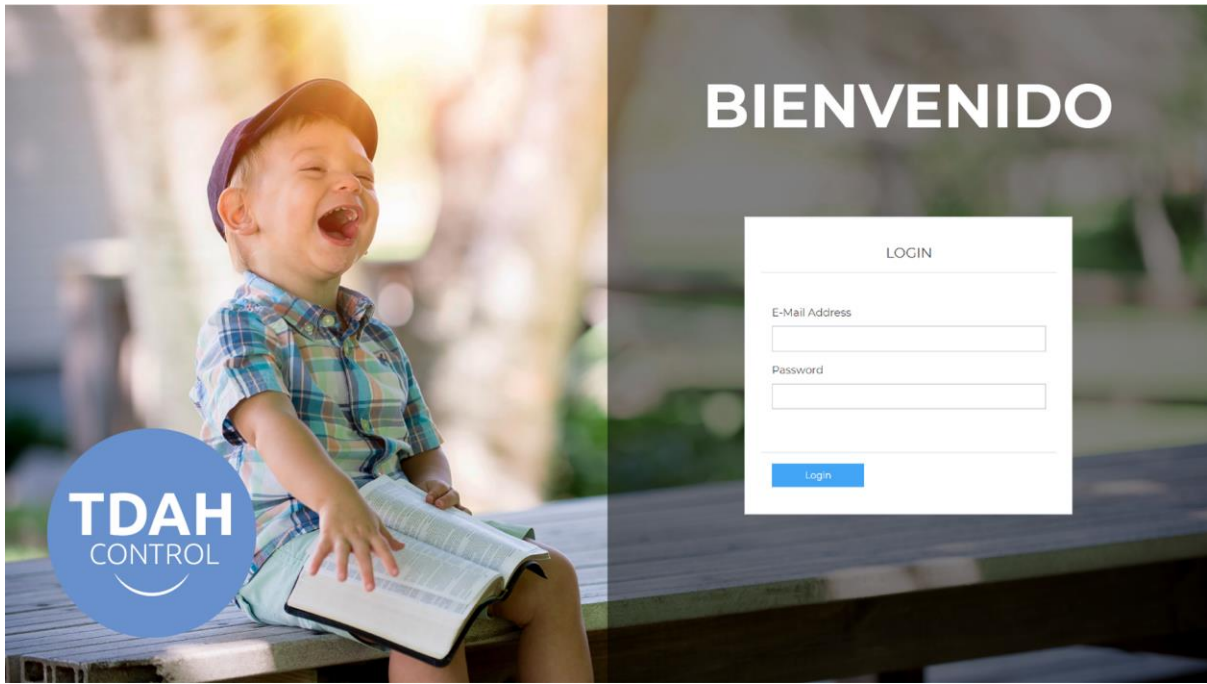 BIENVENIDO
LOGIN
E-Mail Address
Password
Login
TDAH
CONTROL